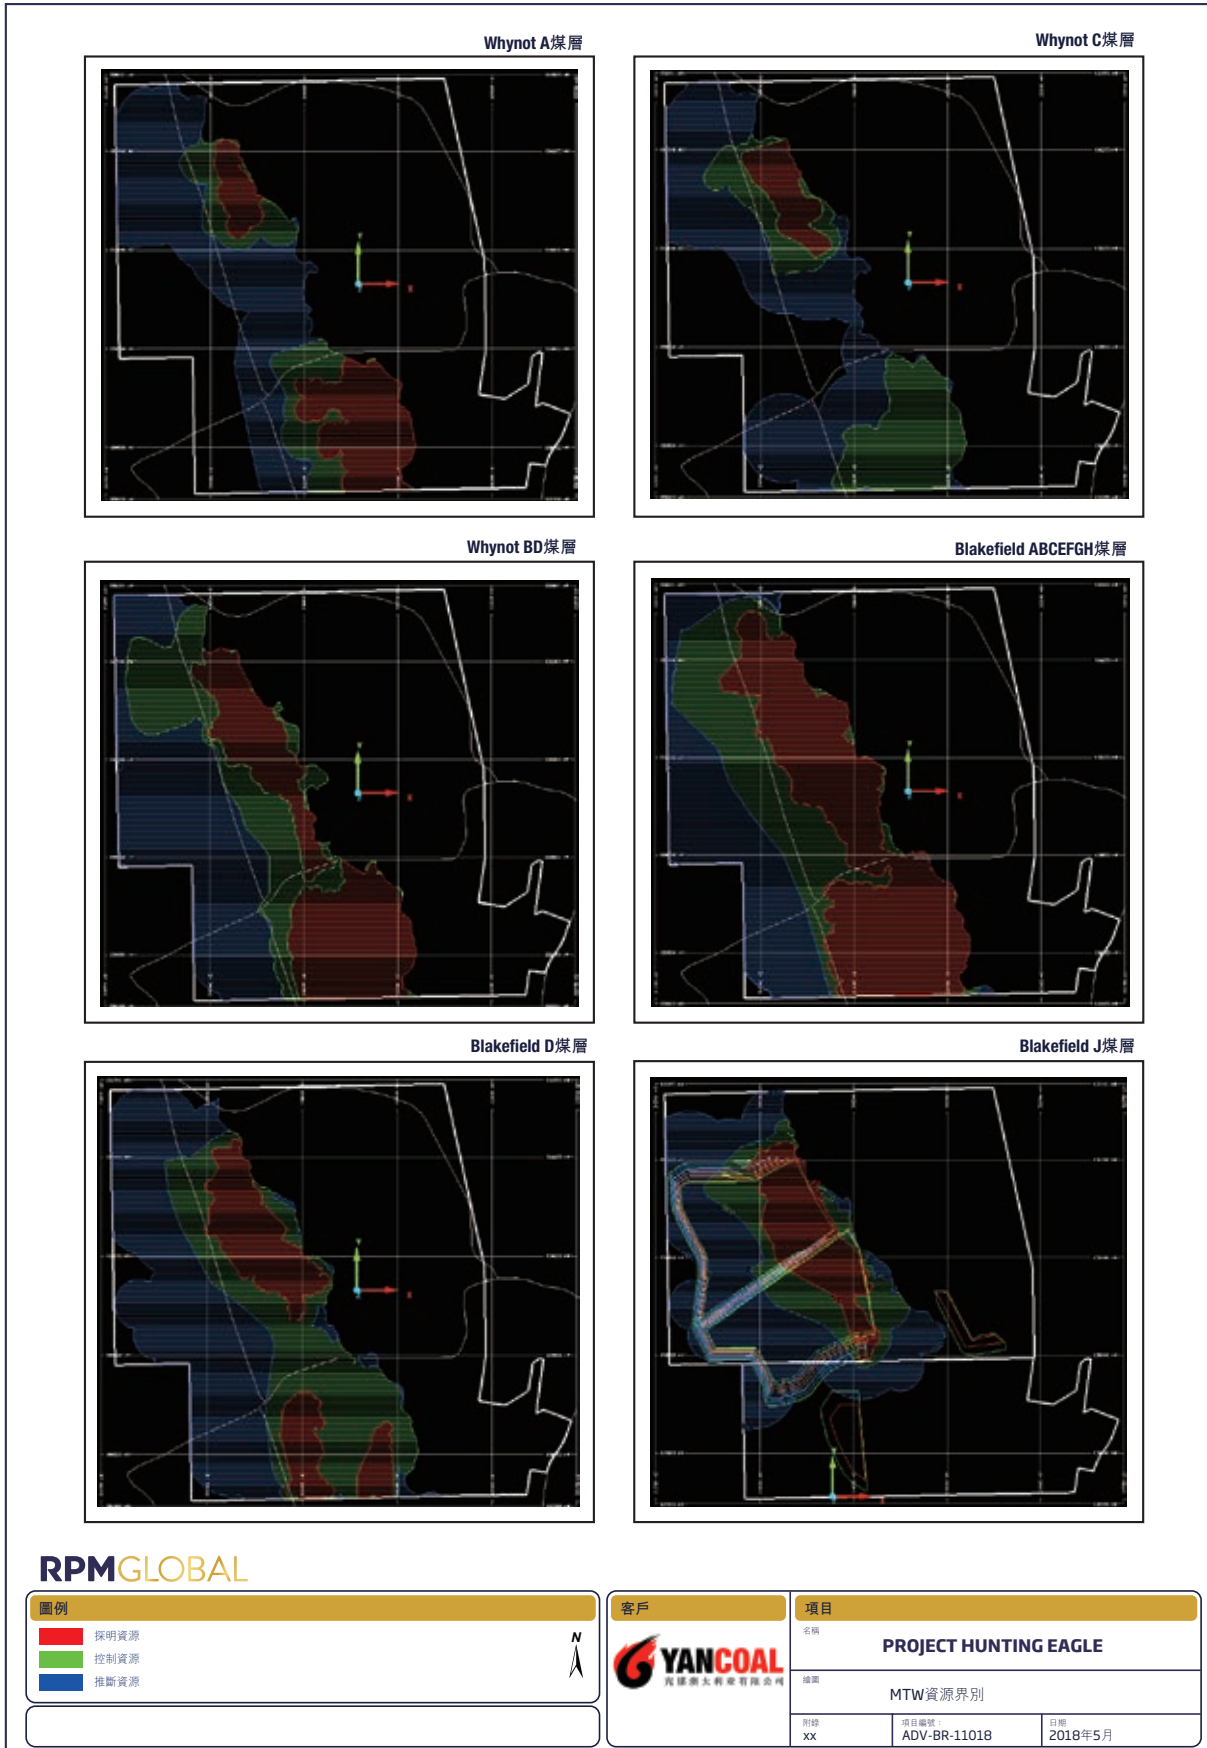 Whynot A煤層
Whynot C煤層
Whynot BD煤層
Blakefield ABCEFGH煤層
Blakefield D煤層
Blakefield J煤層
RPMGLOBAL
圖例
探明資源
控制資源
推斷資源
N
客戶
YANCOAL
項目
名稱
PROJECT HUNTING EAGLE
繪圖
MTW資源界別
附錄
xx
項目編號：
ADV-BR-11018
日期
2018年5月